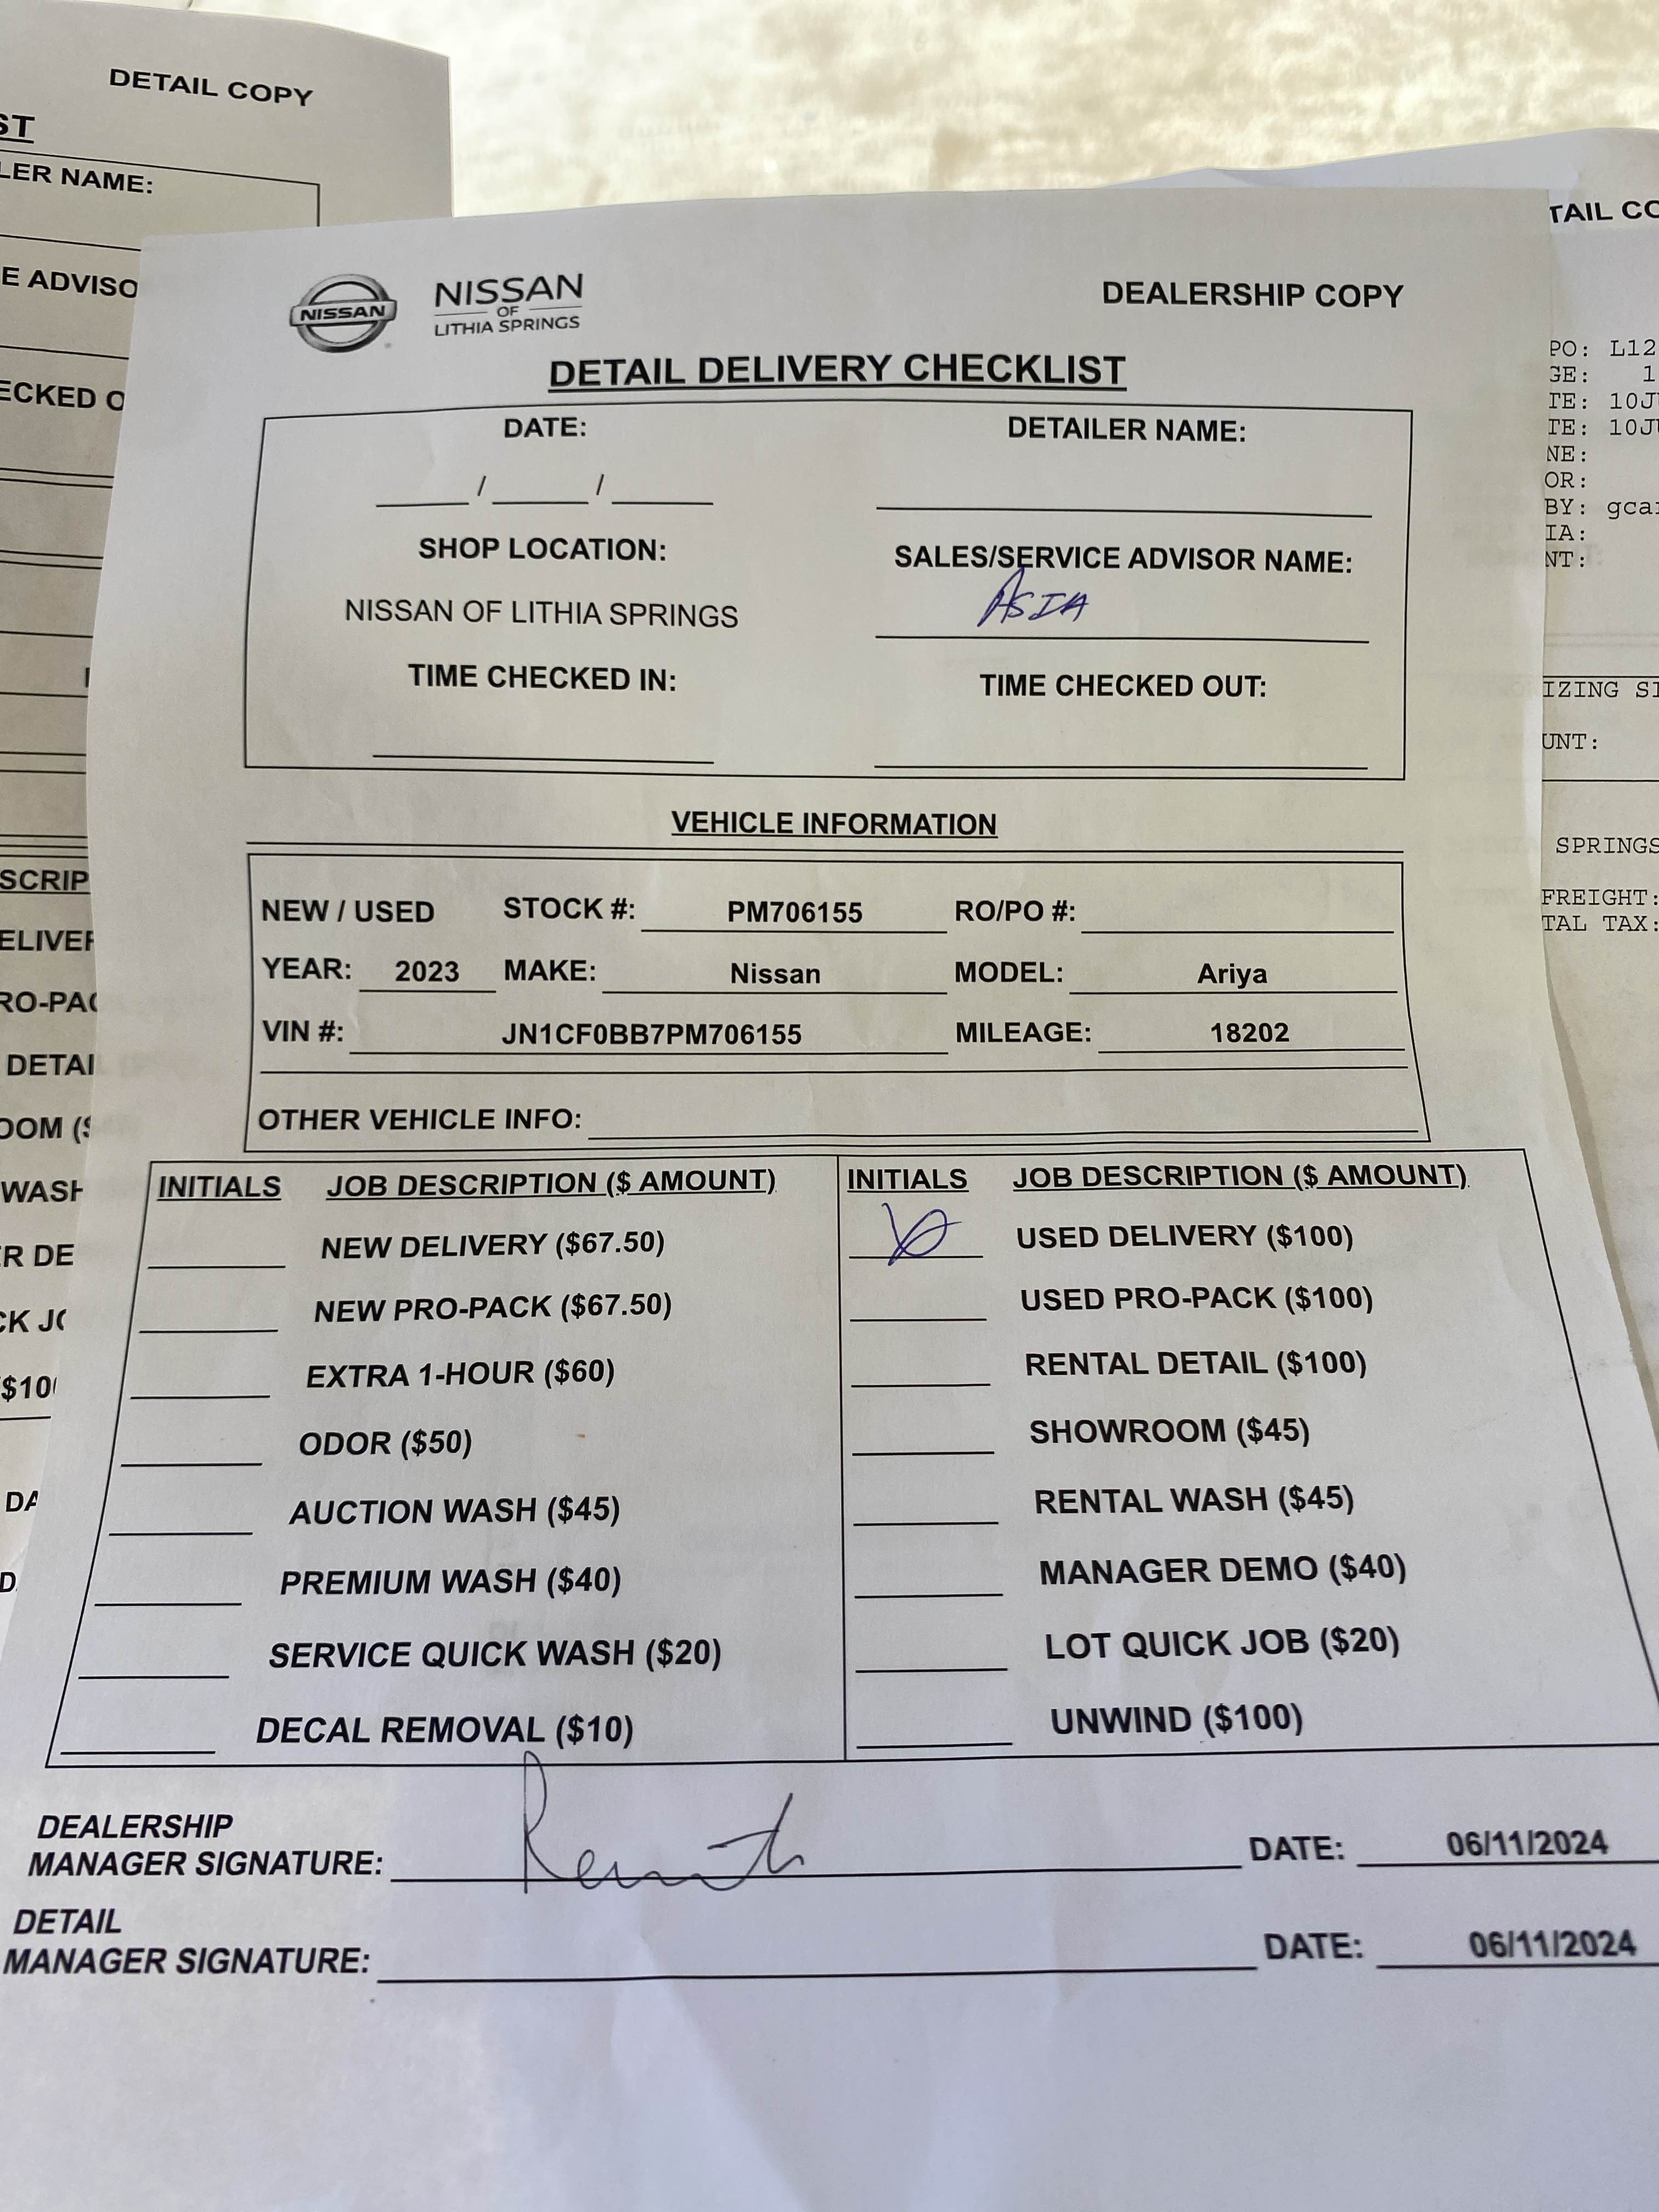 DETAIL COPY
ST
LER NAME:
E ADVISO
ECKED O
SCRIP
ELIVER
RO-PAC
DETAI
OOM ($
WASH
R DE
CK JO
$10
DA
D
NISSAN
NISSAN
OF
LITHIA SPRINGS
DEALERSHIP COPY
DETAIL DELIVERY CHECKLIST
DATE: DETAILER NAME:
/ /
SHOP LOCATION: SALES/SERVICE ADVISOR NAME:
NISSAN OF LITHIA SPRINGS ASIA
TIME CHECKED IN: TIME CHECKED OUT:
VEHICLE INFORMATION
NEW / USED STOCK #: PM706155 RO/PO #:
YEAR: 2023 MAKE: Nissan MODEL: Ariya
VIN #: JN1CF0BB7PM706155 MILEAGE: 18202
OTHER VEHICLE INFO:
INITIALS JOB DESCRIPTION ($ AMOUNT) INITIALS JOB DESCRIPTION ($ AMOUNT)
NEW DELIVERY ($67.50) USED DELIVERY ($100)
NEW PRO-PACK ($67.50) USED PRO-PACK ($100)
EXTRA 1-HOUR ($60) RENTAL DETAIL ($100)
ODOR ($50) SHOWROOM ($45)
AUCTION WASH ($45) RENTAL WASH ($45)
PREMIUM WASH ($40) MANAGER DEMO ($40)
SERVICE QUICK WASH ($20) LOT QUICK JOB ($20)
DECAL REMOVAL ($10) UNWIND ($100)
DEALERSHIP
MANAGER SIGNATURE: DATE: 06/11/2024
DETAIL
MANAGER SIGNATURE: DATE: 06/11/2024
TAIL CO
PO: L12
GE: 1
TE: 10JU
TE: 10JU
NE:
OR:
BY: gca
IA:
NT:
IZING SI
UNT:
SPRINGS
FREIGHT:
TAL TAX: